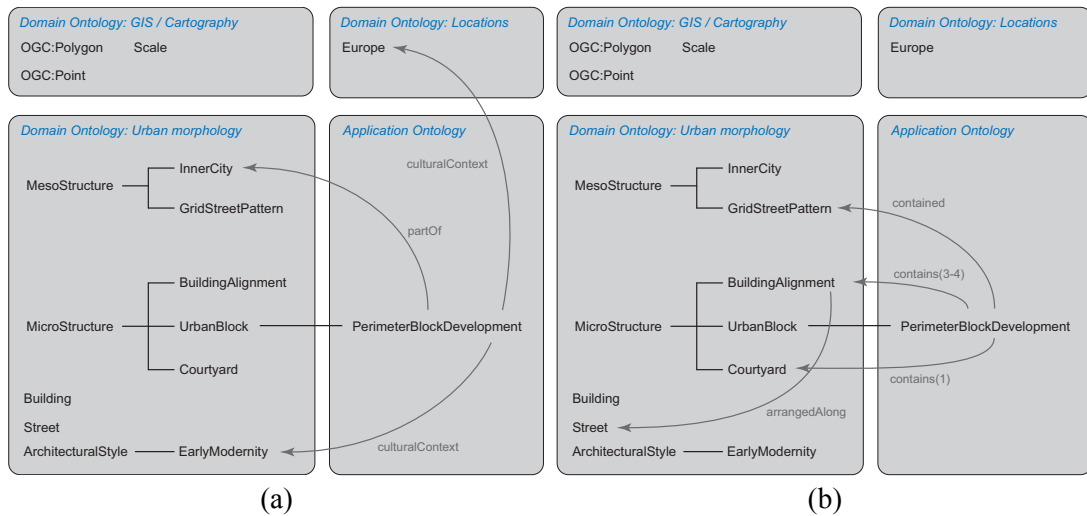 Domain Ontology: GIS / Cartography
OGC:Polygon Scale
OGC:Point
Domain Ontology: Locations
Europe
Domain Ontology: Urban morphology
MesoStructure
InnerCity
GridStreetPattern
MicroStructure
BuildingAlignment
UrbanBlock
Courtyard
Building
Street
ArchitecturalStyle
EarlyModernity
Application Ontology
culturalContext
partOf
PerimeterBlockDevelopment
culturalContext
(a)
Domain Ontology: GIS / Cartography
OGC:Polygon Scale
OGC:Point
Domain Ontology: Locations
Europe
Domain Ontology: Urban morphology
MesoStructure
InnerCity
GridStreetPattern
MicroStructure
BuildingAlignment
UrbanBlock
Courtyard
Building
arrangedAlong
Street
ArchitecturalStyle
EarlyModernity
Application Ontology
contained
contains(3-4)
PerimeterBlockDevelopment
contains(1)
(b)